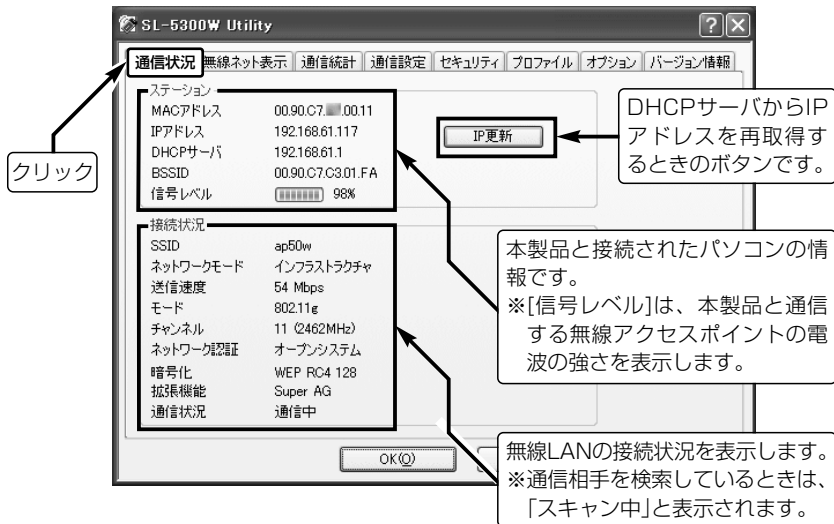 SL-5300W Utility
通信状況 無線ネット表示 通信統計 通信設定 セキュリティ プロファイル オプション バージョン情報
クリック
ステーション
MACアドレス 00.90.C7. .00.11
IPアドレス 192.168.61.117
DHCPサーバ 192.168.61.1
BSSID 00.90.C7.C3.01.FA
信号レベル 98%
IP更新
DHCPサーバからIP
アドレスを再取得す
るときのボタンです。
接続状況
SSID ap50w
ネットワークモード インフラストラクチャ
送信速度 54 Mbps
モード 802.11g
チャンネル 11 (2462MHz)
ネットワーク認証 オープンシステム
暗号化 WEP RC4 128
拡張機能 Super AG
通信状況 通信中
本製品と接続されたパソコンの情
報です。
※[信号レベル]は、本製品と通信
する無線アクセスポイントの電
波の強さを表示します。
OK(O)
無線LANの接続状況を表示します。
※通信相手を検索しているときは、
「スキャン中」と表示されます。